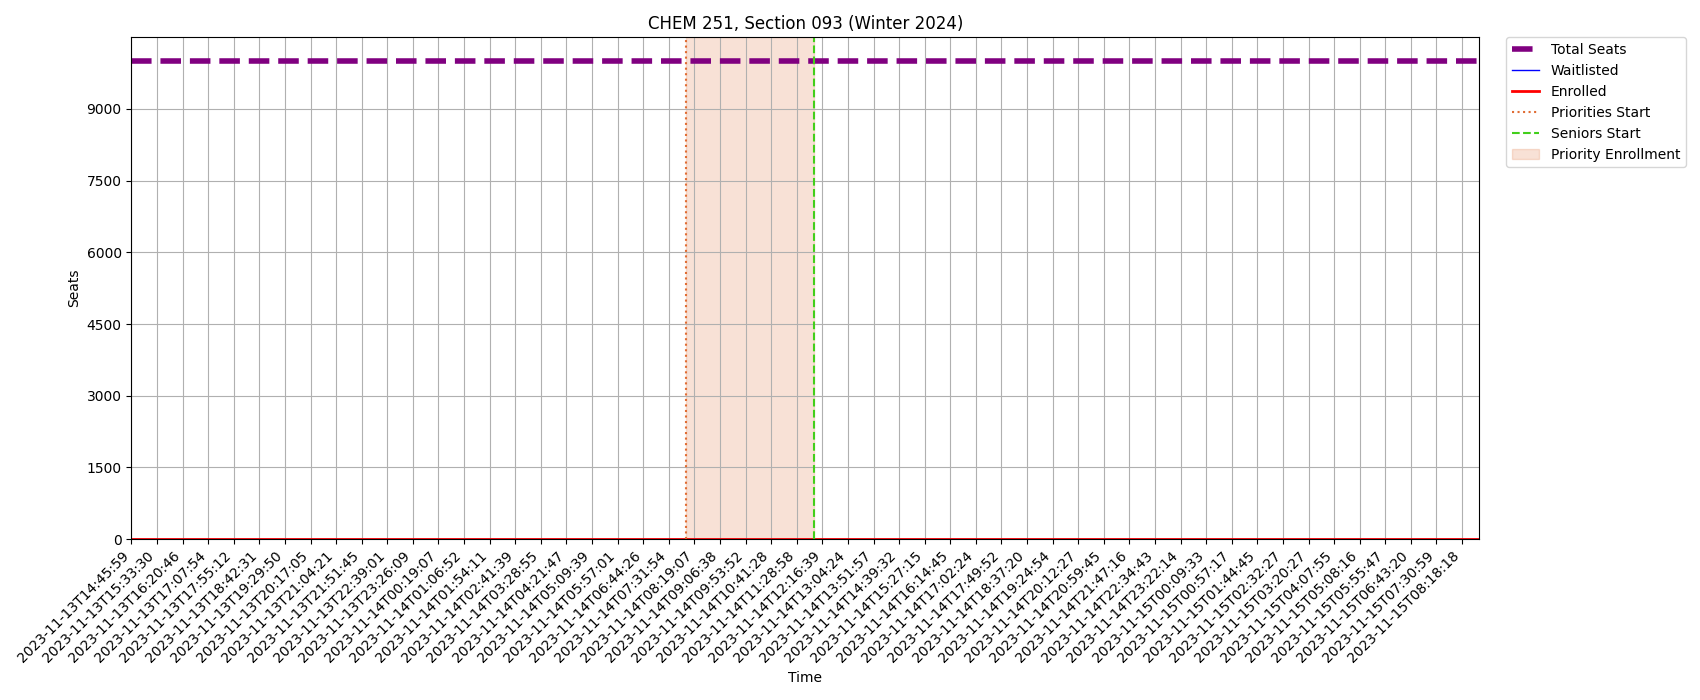 CHEM 251, Section 093 (Winter 2024)
Total Seats
Waitlisted
Enrolled
Priorities Start
Seniors Start
Priority Enrollment
Seats
9000
7500
6000
4500
3000
1500
0
2023-11-13T14:45:59
2023-11-13T15:33:30
2023-11-13T16:20:46
2023-11-13T17:07:54
2023-11-13T17:55:12
2023-11-13T18:42:31
2023-11-13T19:29:50
2023-11-13T20:17:05
2023-11-13T21:04:21
2023-11-13T21:51:45
2023-11-13T22:39:01
2023-11-13T23:26:09
2023-11-14T00:19:07
2023-11-14T01:06:52
2023-11-14T01:54:11
2023-11-14T02:41:39
2023-11-14T03:28:55
2023-11-14T04:21:47
2023-11-14T05:09:39
2023-11-14T05:57:01
2023-11-14T06:44:26
2023-11-14T07:31:54
2023-11-14T08:19:07
2023-11-14T09:06:38
2023-11-14T09:53:52
2023-11-14T10:41:28
2023-11-14T11:28:58
2023-11-14T12:16:39
2023-11-14T13:04:24
2023-11-14T13:51:57
2023-11-14T14:39:32
2023-11-14T15:27:15
2023-11-14T16:14:45
2023-11-14T17:02:24
2023-11-14T17:49:52
2023-11-14T18:37:20
2023-11-14T19:24:54
2023-11-14T20:12:27
2023-11-14T20:59:45
2023-11-14T21:47:16
2023-11-14T22:34:43
2023-11-14T23:22:14
2023-11-15T00:09:33
2023-11-15T00:57:17
2023-11-15T01:44:45
2023-11-15T02:32:27
2023-11-15T03:20:27
2023-11-15T04:07:55
2023-11-15T05:08:16
2023-11-15T05:55:47
2023-11-15T06:43:20
2023-11-15T07:30:59
2023-11-15T08:18:18
Time